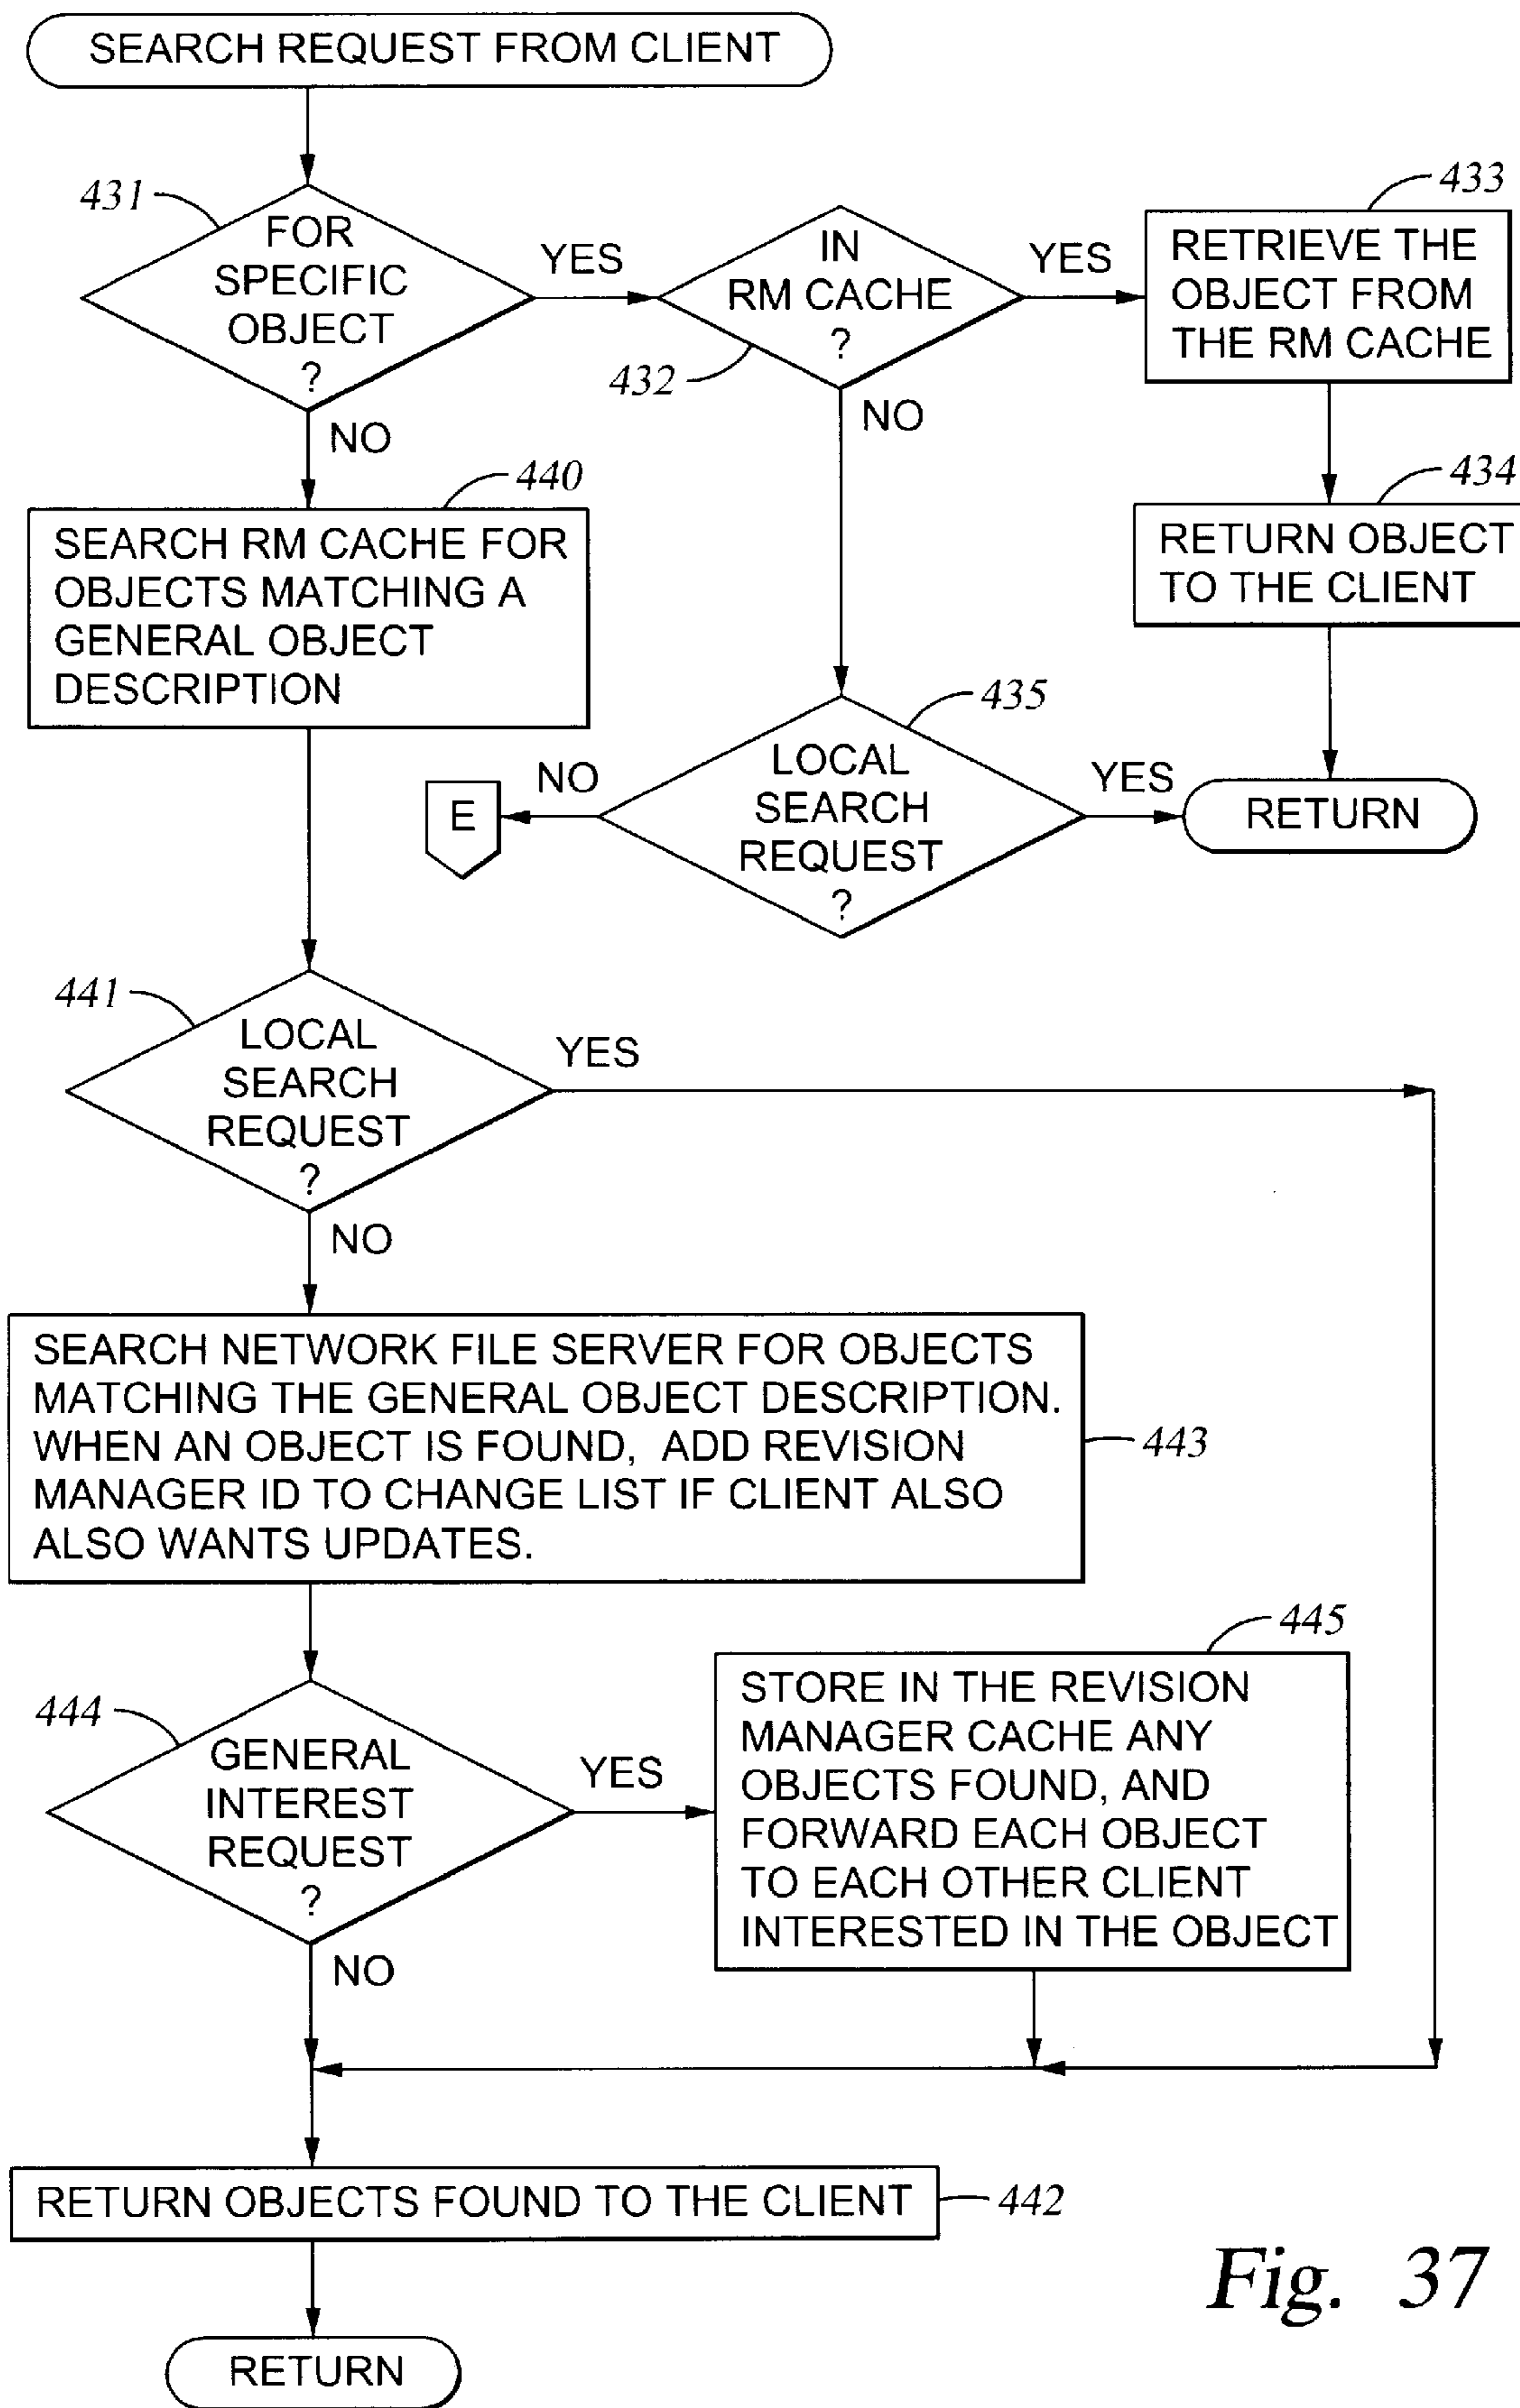 SEARCH REQUEST FROM CLIENT
431
FOR
SPECIFIC
OBJECT
?
YES
NO
IN
RM CACHE
?
432
YES
NO
433
RETRIEVE THE
OBJECT FROM
THE RM CACHE
434
RETURN OBJECT
TO THE CLIENT
440
SEARCH RM CACHE FOR
OBJECTS MATCHING A
GENERAL OBJECT
DESCRIPTION
435
LOCAL
SEARCH
REQUEST
?
NO
E
YES
RETURN
441
LOCAL
SEARCH
REQUEST
?
YES
NO
SEARCH NETWORK FILE SERVER FOR OBJECTS
MATCHING THE GENERAL OBJECT DESCRIPTION.
WHEN AN OBJECT IS FOUND, ADD REVISION
MANAGER ID TO CHANGE LIST IF CLIENT ALSO
ALSO WANTS UPDATES.
443
444
GENERAL
INTEREST
REQUEST
?
YES
NO
445
STORE IN THE REVISION
MANAGER CACHE ANY
OBJECTS FOUND, AND
FORWARD EACH OBJECT
TO EACH OTHER CLIENT
INTERESTED IN THE OBJECT
RETURN OBJECTS FOUND TO THE CLIENT
442
RETURN
Fig. 37